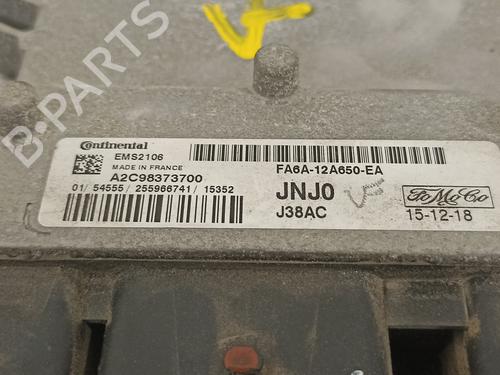 B-PARTS
VF
Continental
EMS2106
MADE IN FRANCE
A2C98373700
01/ 54555 / 255966741 / 15352
FA6A-12A650-EA
JNJ0
J38AC
FoMoCo
15-12-18